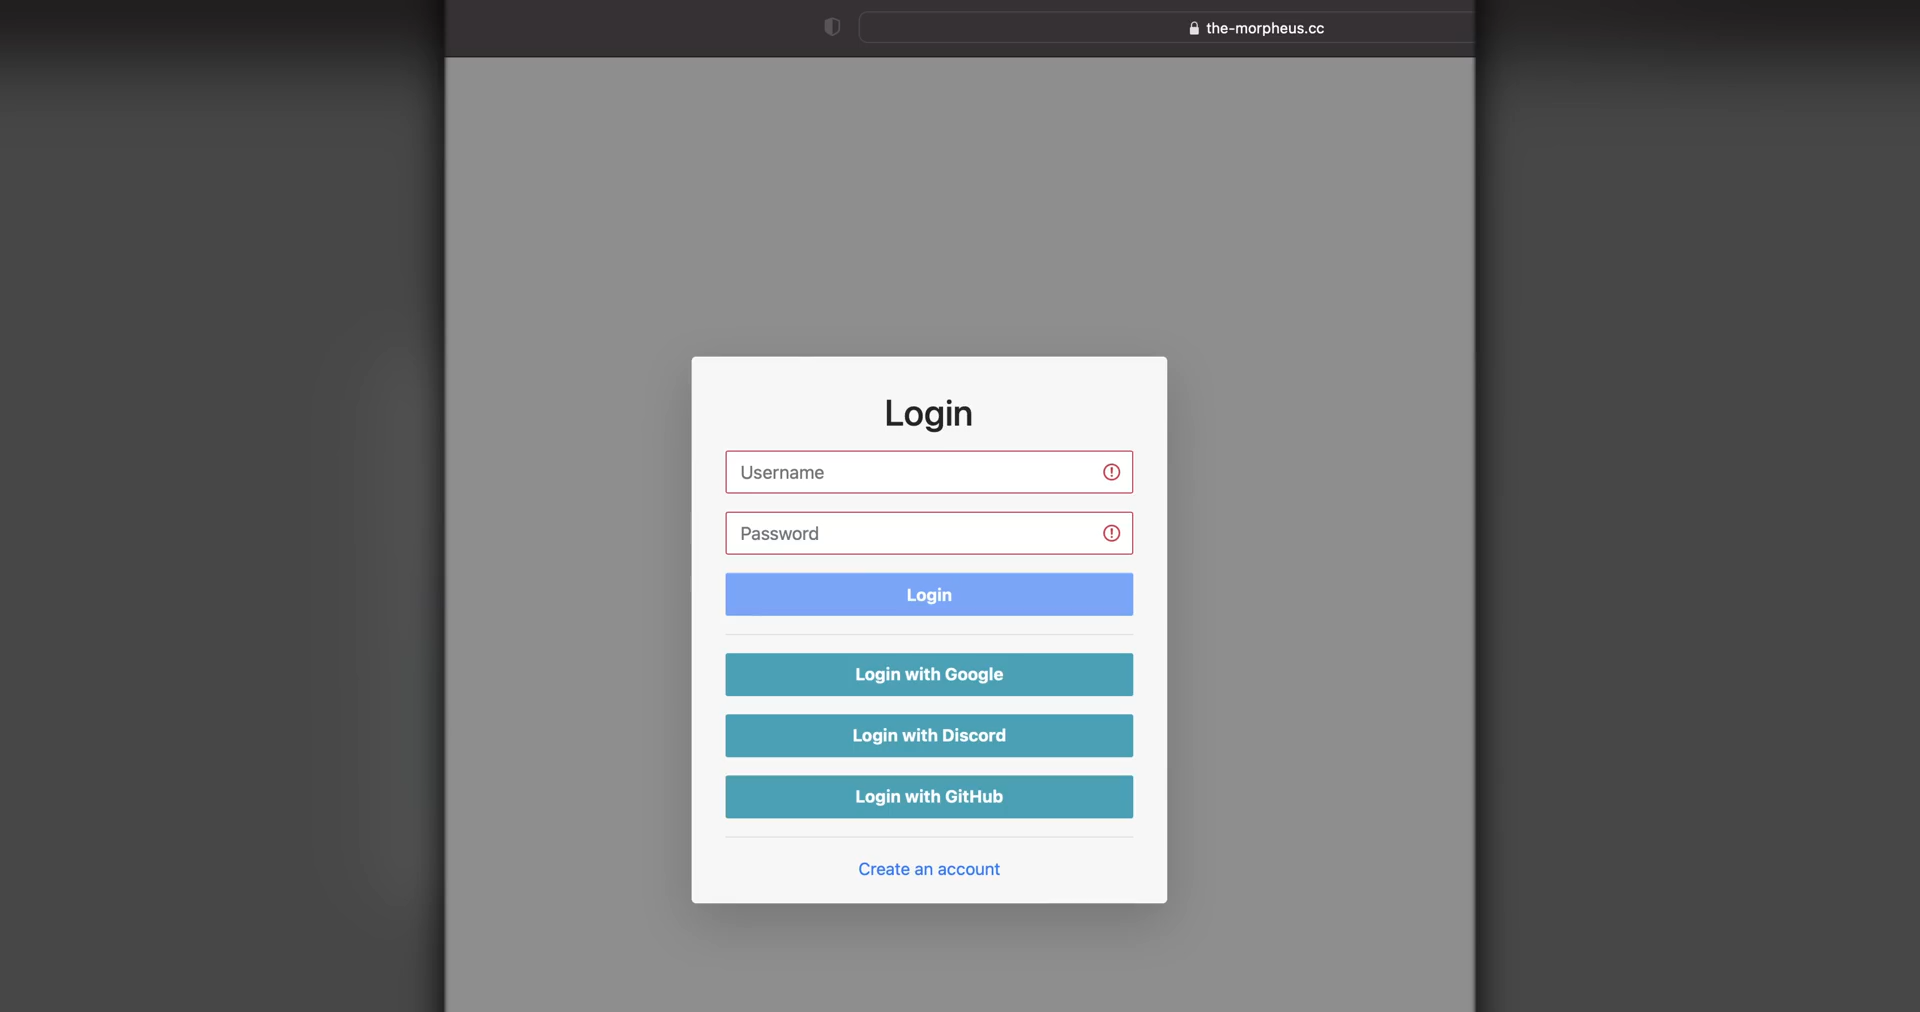 the-morpheus.cc
Login
Username
Password
Login
Login with Google
Login with Discord
Login with GitHub
Create an account